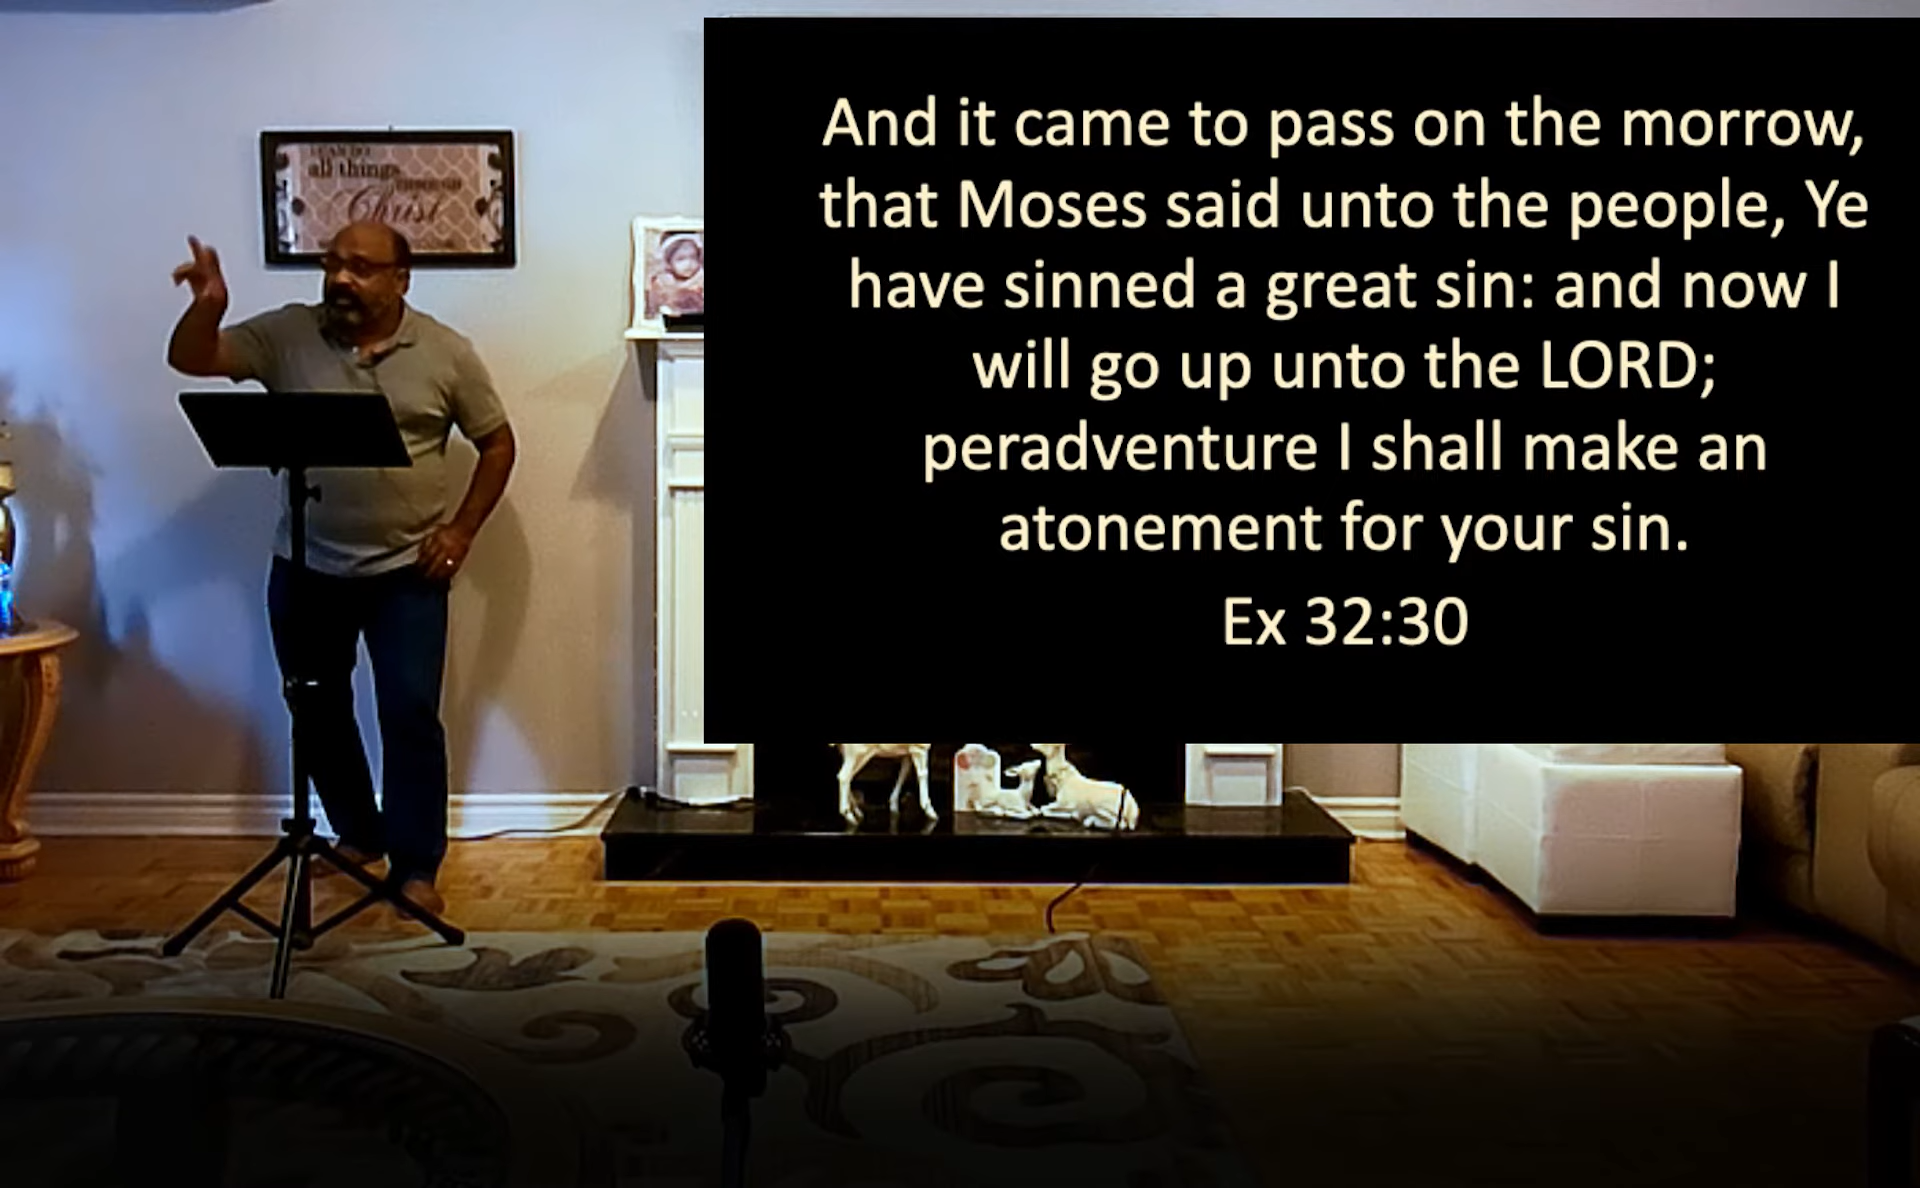 all things
Christ
And it came to pass on the morrow,
that Moses said unto the people, Ye
have sinned a great sin: and now I
will go up unto the LORD;
peradventure I shall make an
atonement for your sin.
Ex 32:30